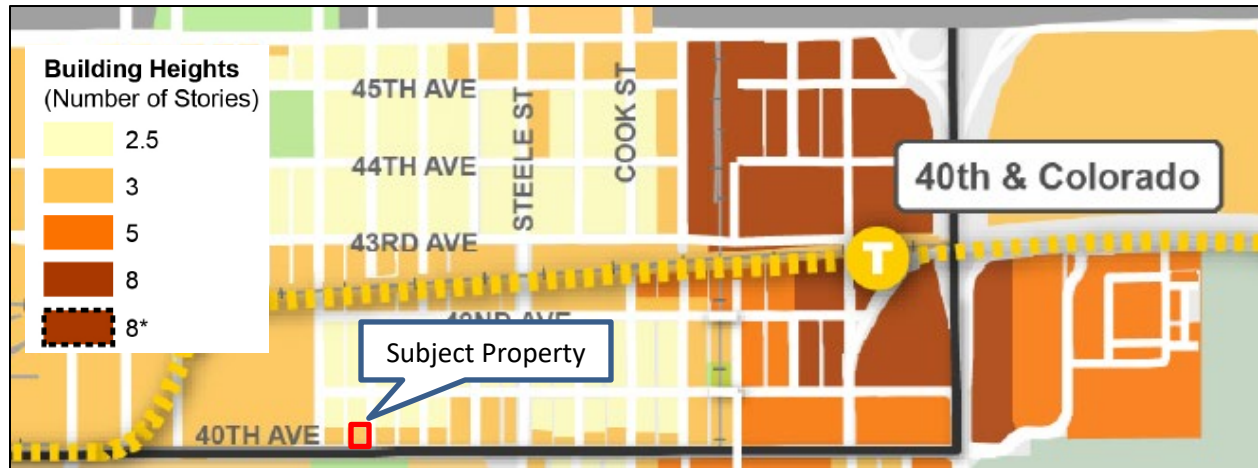 Building Heights
(Number of Stories)
2.5
3
5
8
8*
45TH AVE
44TH AVE
43RD AVE
STEELE ST
COOK ST
40th & Colorado
T
Subject Property
40TH AVE